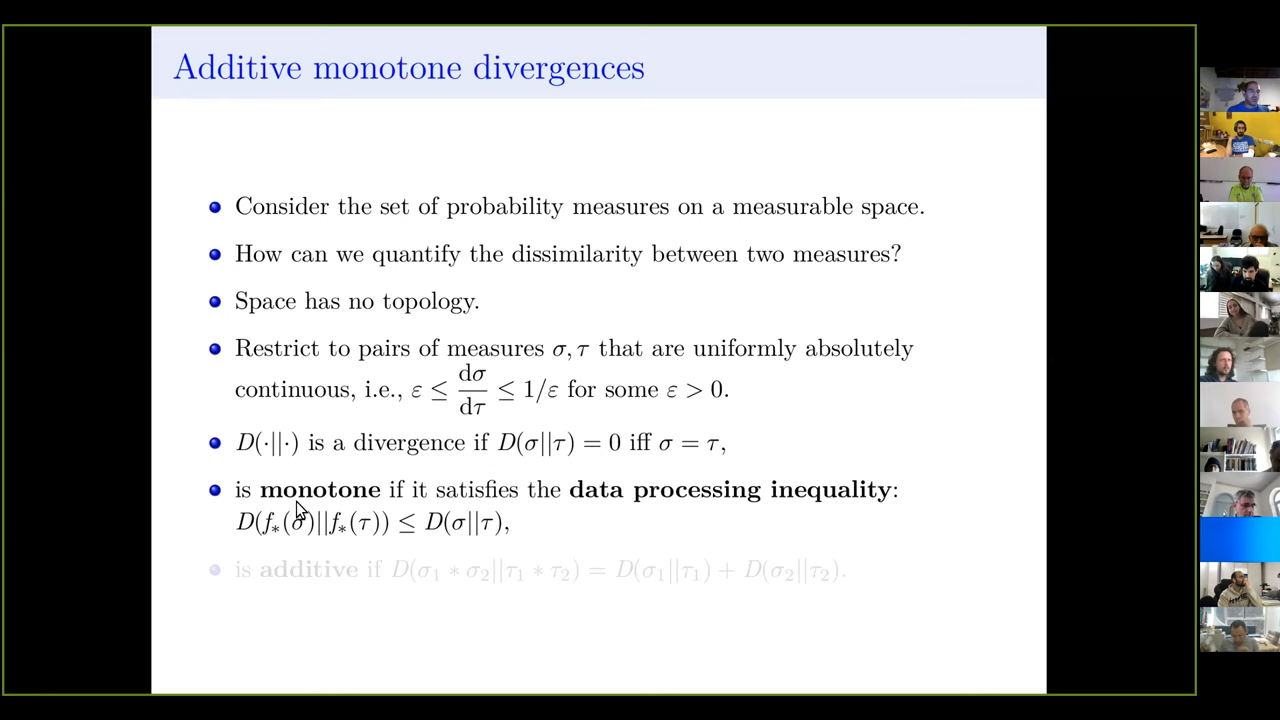 Additive monotone divergences
Consider the set of probability measures on a measurable space.
How can we quantify the dissimilarity between two measures?
Space has no topology.
Restrict to pairs of measures σ, τ that are uniformly absolutely
continuous, i.e., ε ≤ dσ/dτ ≤ 1/ε for some ε > 0.
D(·||·) is a divergence if D(σ||τ) = 0 iff σ = τ,
is monotone if it satisfies the data processing inequality:
D(f∗(σ)||f∗(τ)) ≤ D(σ||τ),
is additive if D(σ₁ ∗ σ₂||τ₁ ∗ τ₂) = D(σ₁||τ₁) + D(σ₂||τ₂).